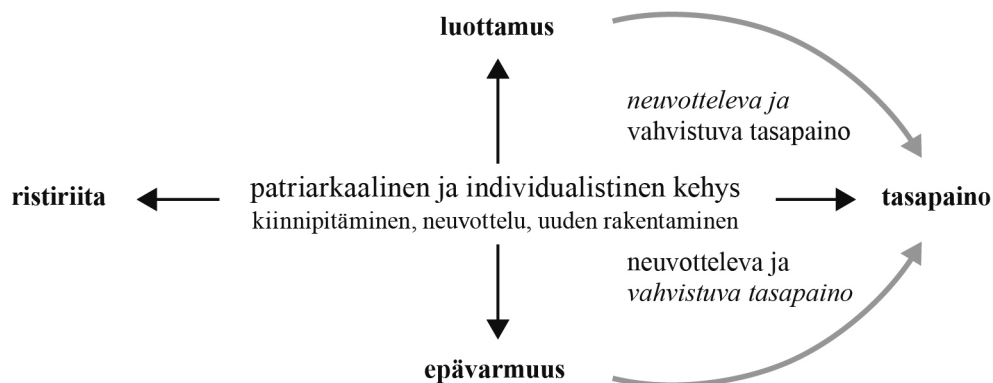 luottamus
neuvotteleva ja
vahvistuva tasapaino
ristiriita
patriarkaalinen ja individualistinen kehys
tasapaino
kiinnipitäminen, neuvottelu, uuden rakentaminen
neuvotteleva ja
vahvistuva tasapaino
epävarmuus